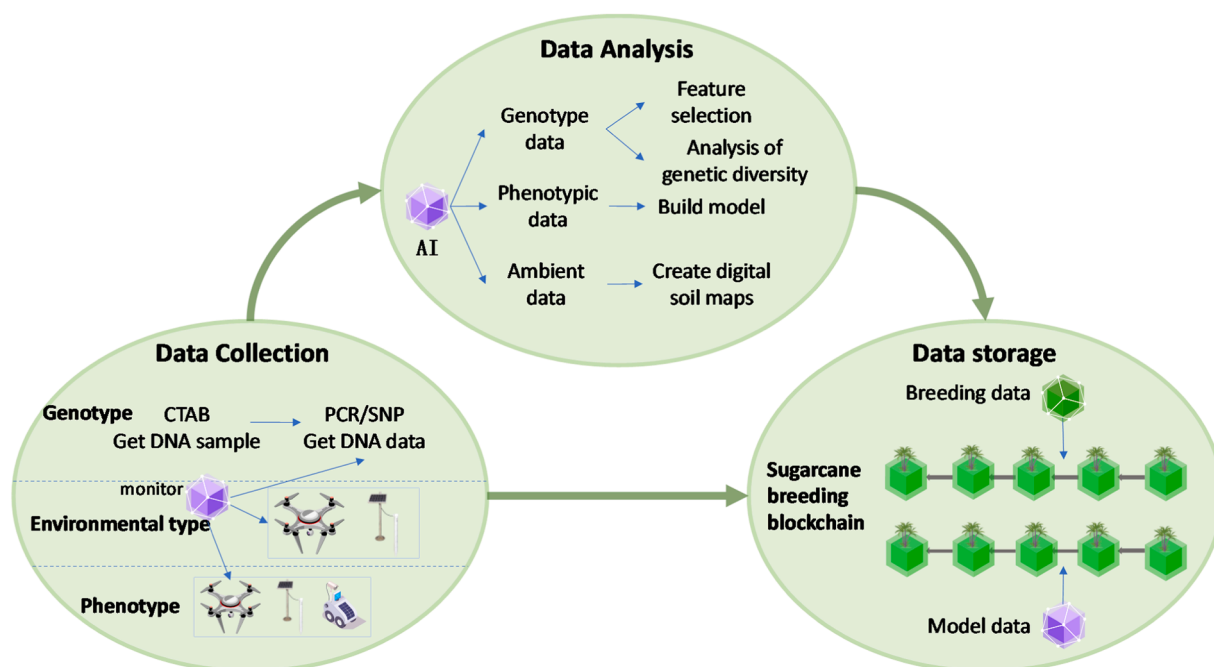 Data Analysis
Genotype
data
Feature
selection
Analysis of
genetic diversity
Phenotypic
data
Build model
AI
Ambient
data
Create digital
soil maps
Data Collection
Genotype
CTAB
Get DNA sample
PCR/SNP
Get DNA data
monitor
Environmental type
Phenotype
Data storage
Breeding data
Sugarcane
breeding
blockchain
Model data